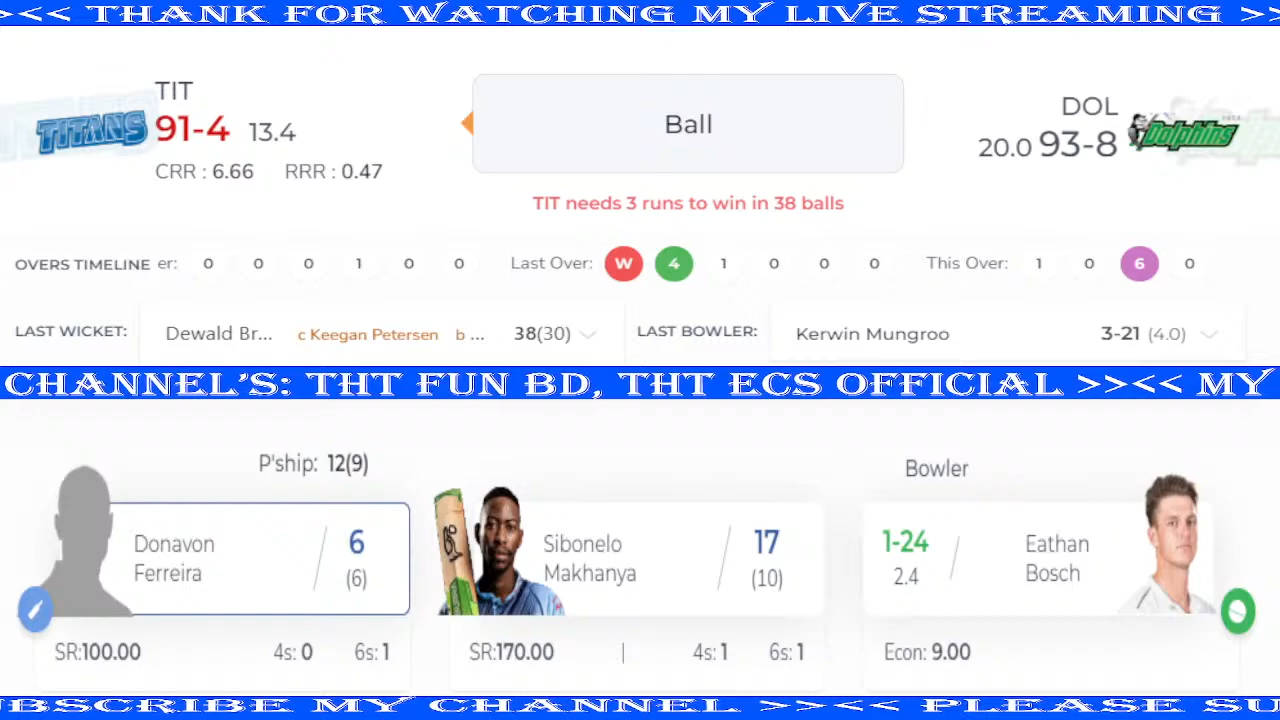 >< THANK FOR WATCHING MY LIVE STREAMING >>
TIT
TITANS
91-4 13.4
CRR : 6.66 RRR : 0.47
Ball
DOL
20.0 93-8
Dolphins
TIT needs 3 runs to win in 38 balls
OVERS TIMELINE er: 0 0 0 1 0 0 Last Over: W 4 1 0 0 0 This Over: 1 0 6 0
LAST WICKET: Dewald Br... c Keegan Petersen b ... 38(30) LAST BOWLER: Kerwin Mungroo 3-21 (4.0)
CHANNEL'S: THT FUN BD, THT ECS OFFICIAL >><< MY
P'ship: 12(9)
Donavon
Ferreira
6
(6)
SR:100.00 4s: 0 6s: 1
Sibonelo
Makhanya
17
(10)
SR:170.00 | 4s: 1 6s: 1
Bowler
1-24
2.4
Eathan
Bosch
Econ: 9.00
UBSCRIBE MY CHANNEL >><< PLEASE SU